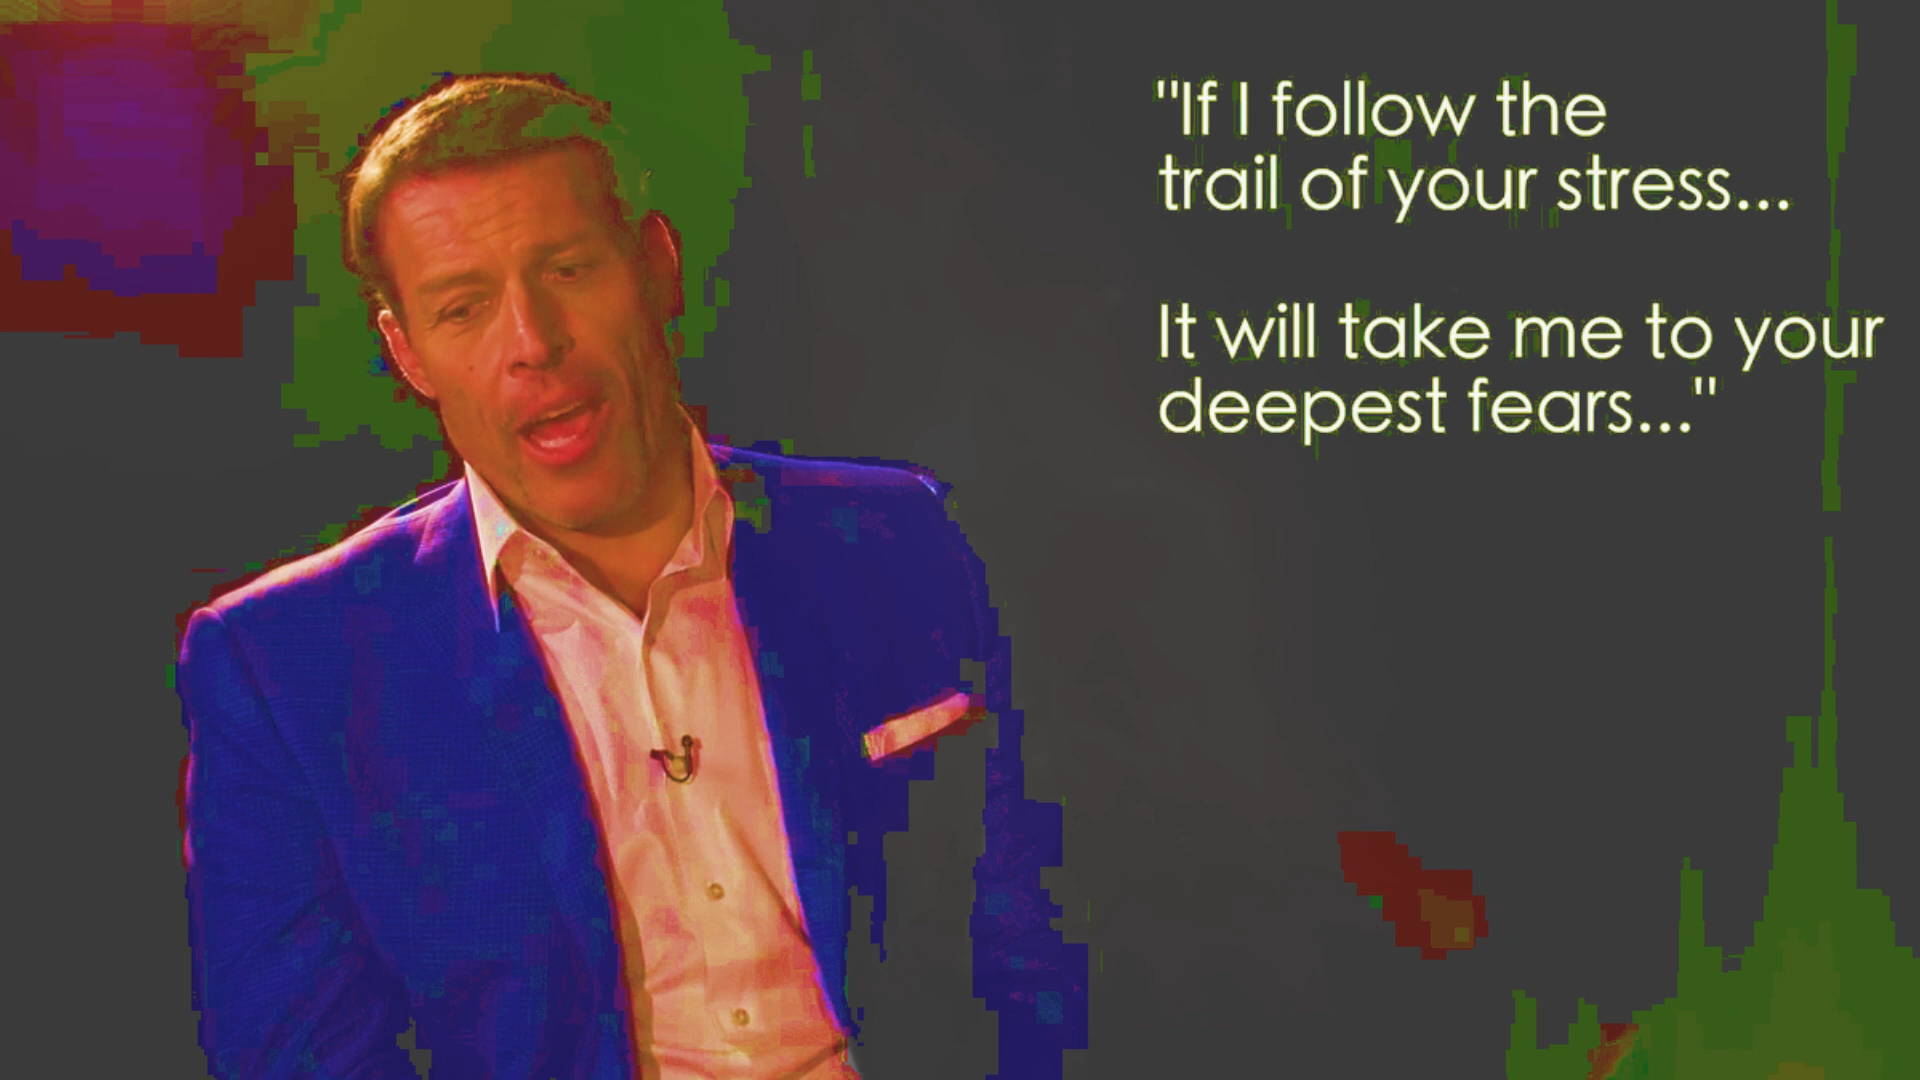 "If I follow the
trail of your stress...
It will take me to your
deepest fears..."